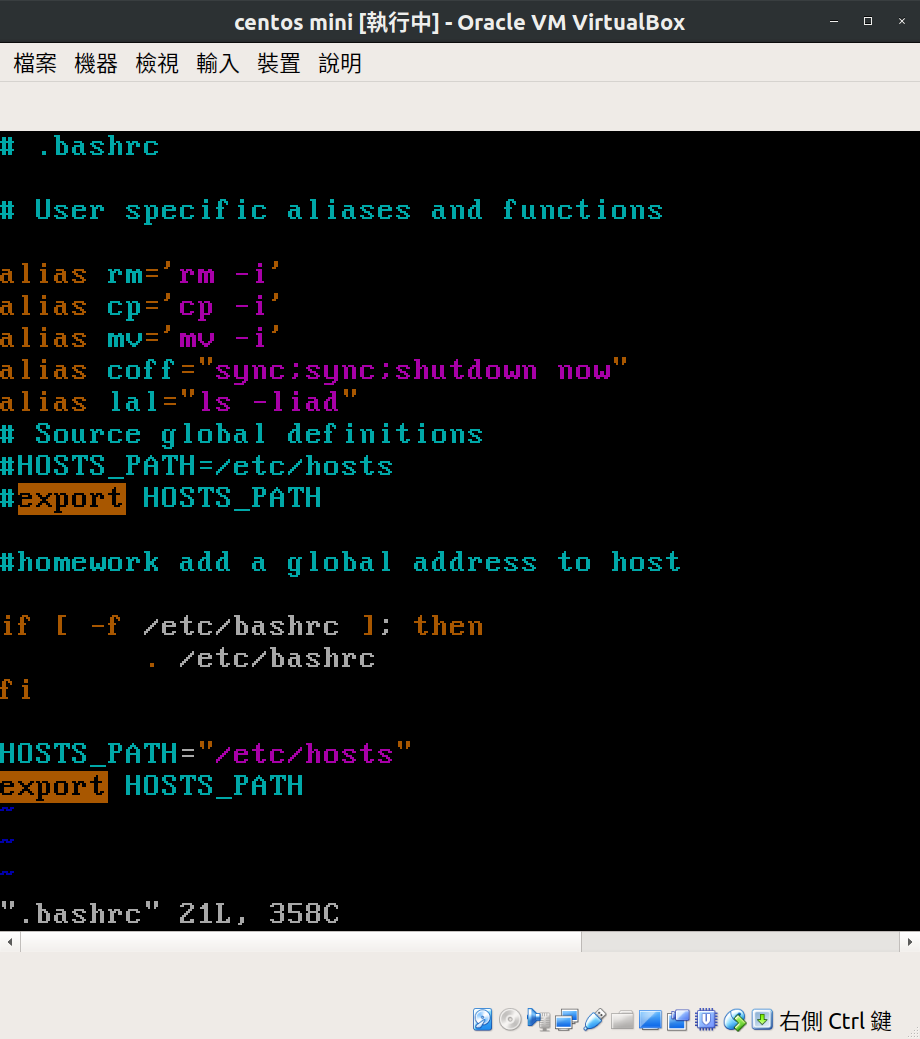 centos mini [執行中] - Oracle VM VirtualBox
檔案 機器 檢視 輸入 裝置 說明
# .bashrc
# User specific aliases and functions
alias rm='rm -i'
alias cp='cp -i'
alias mv='mv -i'
alias coff="sync;sync;shutdown now"
alias lal="ls -liad"
# Source global definitions
#HOSTS_PATH=/etc/hosts
#export HOSTS_PATH
#homework add a global address to host
if [ -f /etc/bashrc ]; then
        . /etc/bashrc
fi
HOSTS_PATH="/etc/hosts"
export HOSTS_PATH
~
~
~
".bashrc" 21L, 358C
右側 Ctrl 鍵